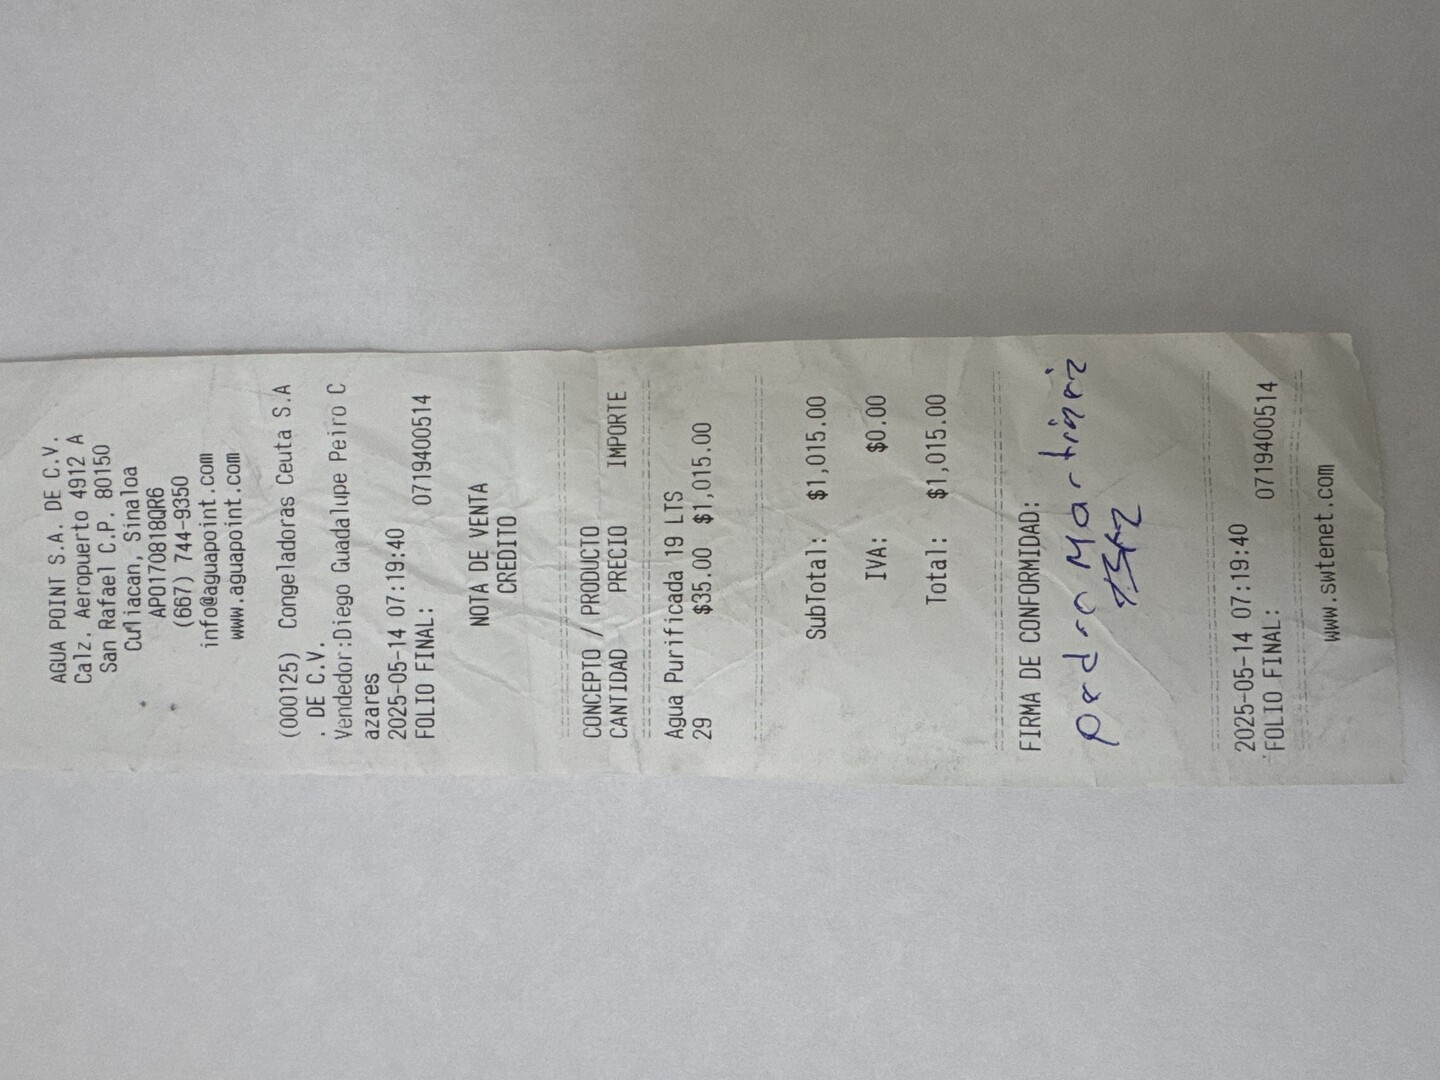 AGUA POINT S.A. DE C.V.
Calz. Aeropuerto 4912 A
San Rafael C.P. 80150
Culliacan, Sinaloa
APO170818QR6
(667) 744-9350
info@aguapoint.com
www.aguapoint.com
(000125) Congeladoras Ceuta S.A
. DE C.V.
Vendedor:Diego Guadalupe Peiro C
azares
2025-05-14 07:19:40
FOLIO FINAL: 0719400514
NOTA DE VENTA
CREDITO
CONCEPTO / PRODUCTO
CANTIDAD PRECIO IMPORTE
Agua Purificada 19 LTS
29 $35.00 $1,015.00
SubTotal: $1,015.00
IVA: $0.00
Total: $1,015.00
FIRMA DE CONFORMIDAD:
Pedro Martinez
2025-05-14 07:19:40
FOLIO FINAL: 0719400514
www.swtenet.com